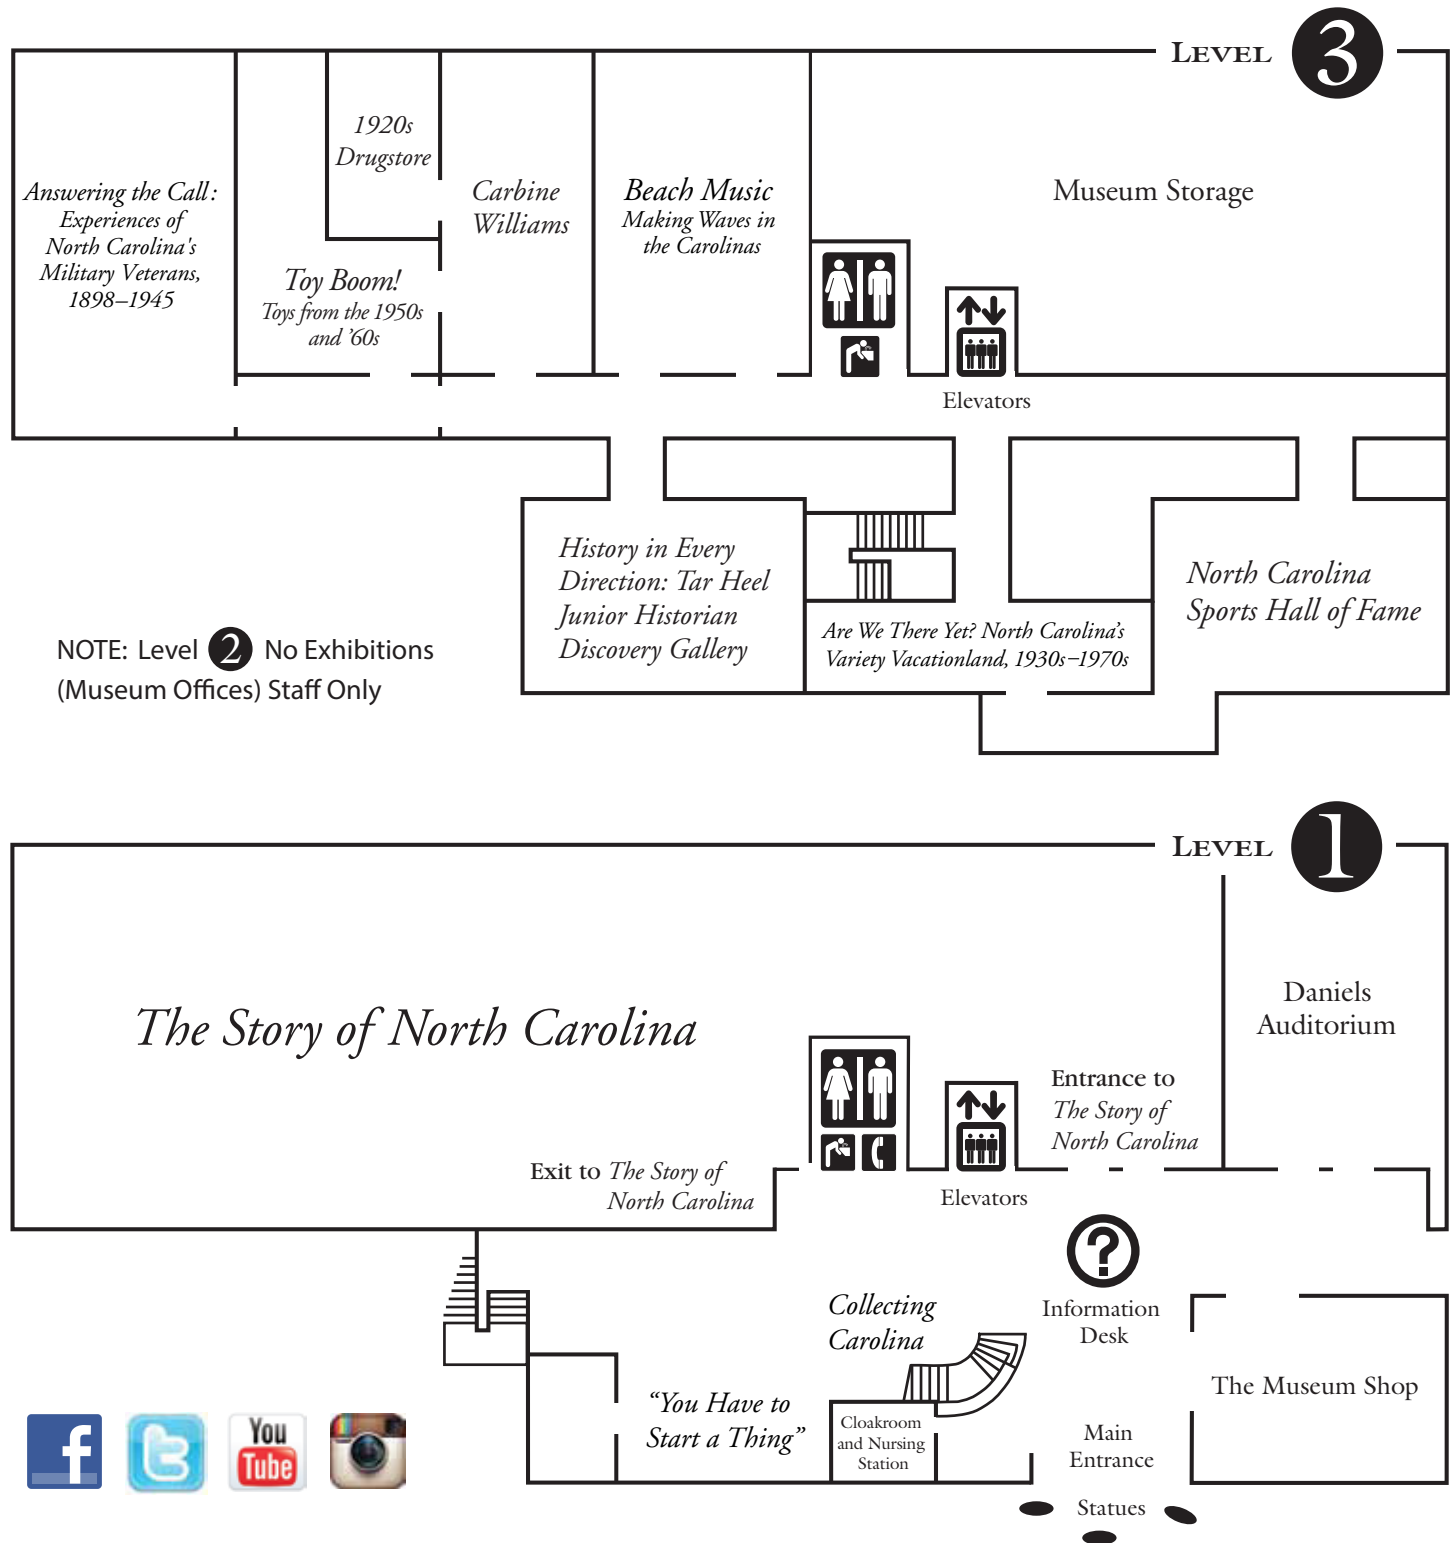 LEVEL 3
1920s
Drugstore
Answering the Call:
Experiences of
North Carolina's
Military Veterans,
1898–1945
Toy Boom!
Toys from the 1950s
and ’60s
Carbine
Williams
Beach Music
Making Waves in
the Carolinas
Museum Storage
Elevators
History in Every
Direction: Tar Heel
Junior Historian
Discovery Gallery
Are We There Yet? North Carolina’s
Variety Vacationland, 1930s–1970s
North Carolina
Sports Hall of Fame
NOTE: Level 2 No Exhibitions
(Museum Offices) Staff Only
LEVEL 1
The Story of North Carolina
Daniels
Auditorium
Entrance to
The Story of
North Carolina
Exit to The Story of
North Carolina
Elevators
?
Information
Desk
Collecting
Carolina
The Museum Shop
“You Have to
Start a Thing”
Cloakroom
and Nursing
Station
Main
Entrance
Statues
f
t
You
Tube